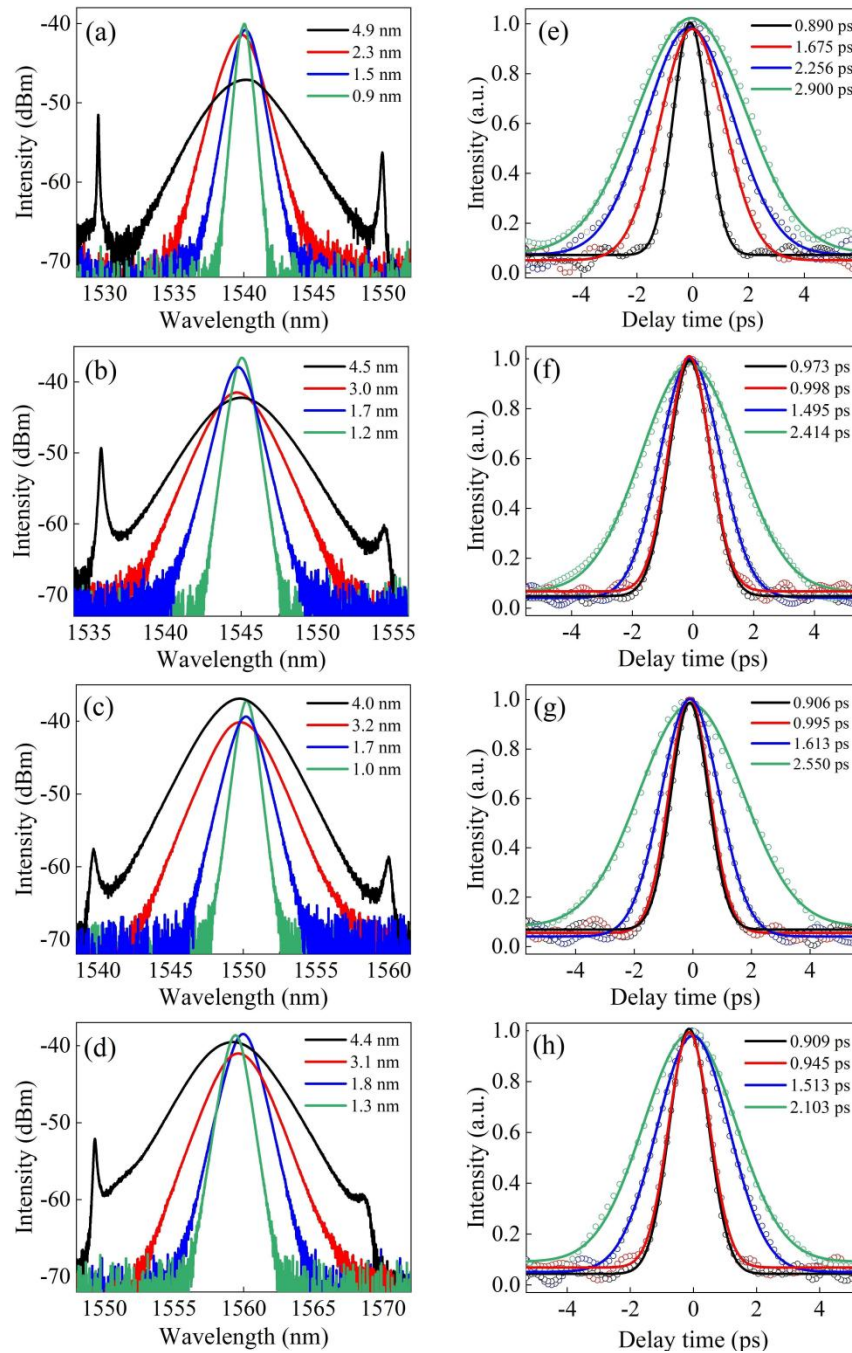 (a)
4.9 nm
2.3 nm
1.5 nm
0.9 nm
Intensity (dBm)
-40
-50
-60
-70
1530 1535 1540 1545 1550
Wavelength (nm)
(e)
0.890 ps
1.675 ps
2.256 ps
2.900 ps
Intensity (a.u.)
1.0
0.8
0.6
0.4
0.2
0.0
-4 -2 0 2 4
Delay time (ps)
(b)
4.5 nm
3.0 nm
1.7 nm
1.2 nm
Intensity (dBm)
-40
-50
-60
-70
1535 1540 1545 1550 1555
Wavelength (nm)
(f)
0.973 ps
0.998 ps
1.495 ps
2.414 ps
Intensity (a.u.)
1.0
0.8
0.6
0.4
0.2
0.0
-4 -2 0 2 4
Delay time (ps)
(c)
4.0 nm
3.2 nm
1.7 nm
1.0 nm
Intensity (dBm)
-40
-50
-60
-70
1540 1545 1550 1555 1560
Wavelength (nm)
(g)
0.906 ps
0.995 ps
1.613 ps
2.550 ps
Intensity (a.u.)
1.0
0.8
0.6
0.4
0.2
0.0
-4 -2 0 2 4
Delay time (ps)
(d)
4.4 nm
3.1 nm
1.8 nm
1.3 nm
Intensity (dBm)
-40
-50
-60
-70
1550 1555 1560 1565 1570
Wavelength (nm)
(h)
0.909 ps
0.945 ps
1.513 ps
2.103 ps
Intensity (a.u.)
1.0
0.8
0.6
0.4
0.2
0.0
-4 -2 0 2 4
Delay time (ps)